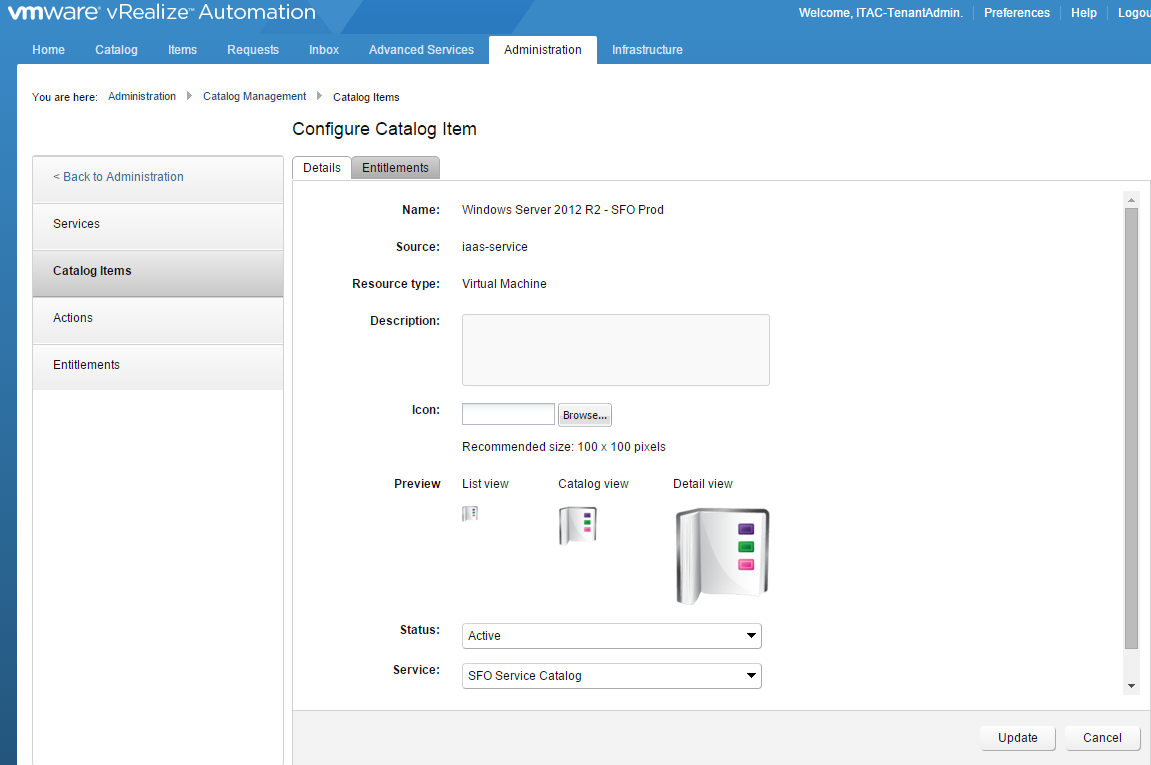 vmware® vRealize™ Automation
Welcome, ITAC-TenantAdmin. Preferences Help Logou
Home Catalog Items Requests Inbox Advanced Services Administration Infrastructure
You are here: Administration Catalog Management Catalog Items
Configure Catalog Item
< Back to Administration
Services
Catalog Items
Actions
Entitlements
Details Entitlements
Name: Windows Server 2012 R2 - SFO Prod
Source: iaas-service
Resource type: Virtual Machine
Description:
Icon: Browse...
Recommended size: 100 x 100 pixels
Preview List view Catalog view Detail view
Status: Active
Service: SFO Service Catalog
Update Cancel